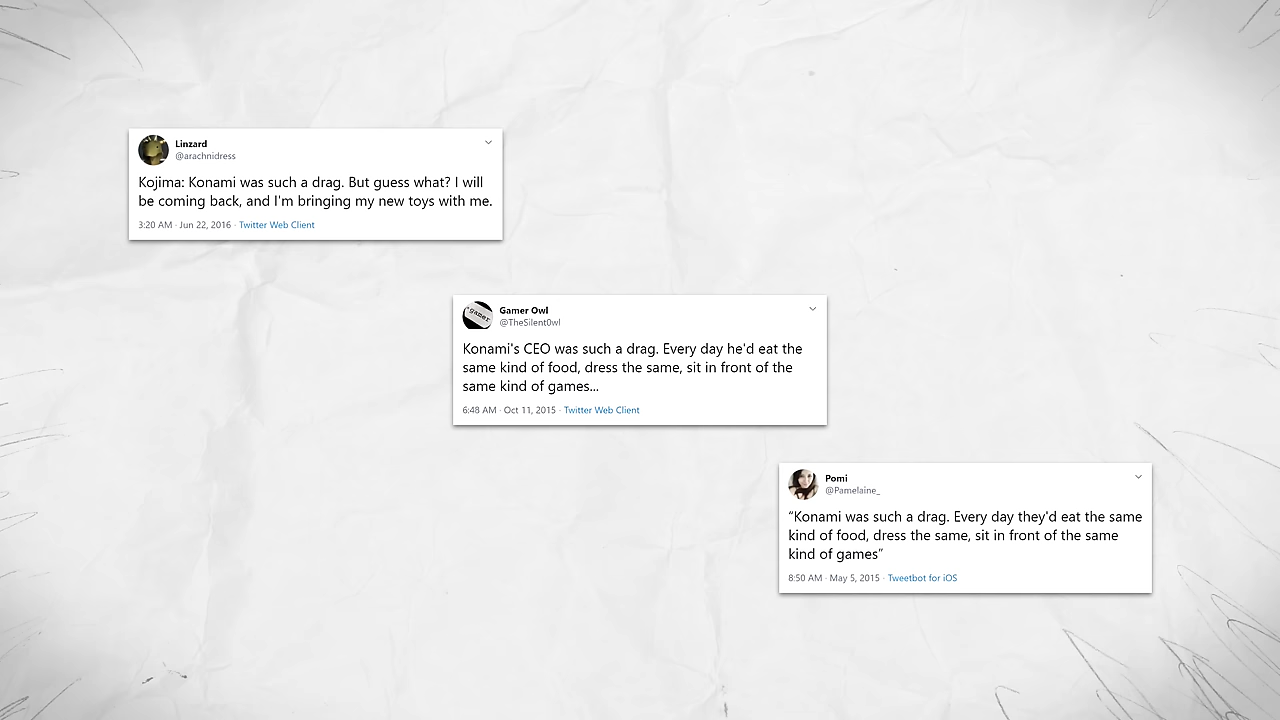 Linzard
@arachnidress
Kojima: Konami was such a drag. But guess what? I will
be coming back, and I'm bringing my new toys with me.
3:20 AM · Jun 22, 2016 · Twitter Web Client
gamer
Gamer Owl
@TheSilent0wl
Konami's CEO was such a drag. Every day he'd eat the
same kind of food, dress the same, sit in front of the
same kind of games...
6:48 AM · Oct 11, 2015 · Twitter Web Client
Pomi
@Pamelaine_
“Konami was such a drag. Every day they'd eat the same
kind of food, dress the same, sit in front of the same
kind of games”
8:50 AM · May 5, 2015 · Tweetbot for iOS